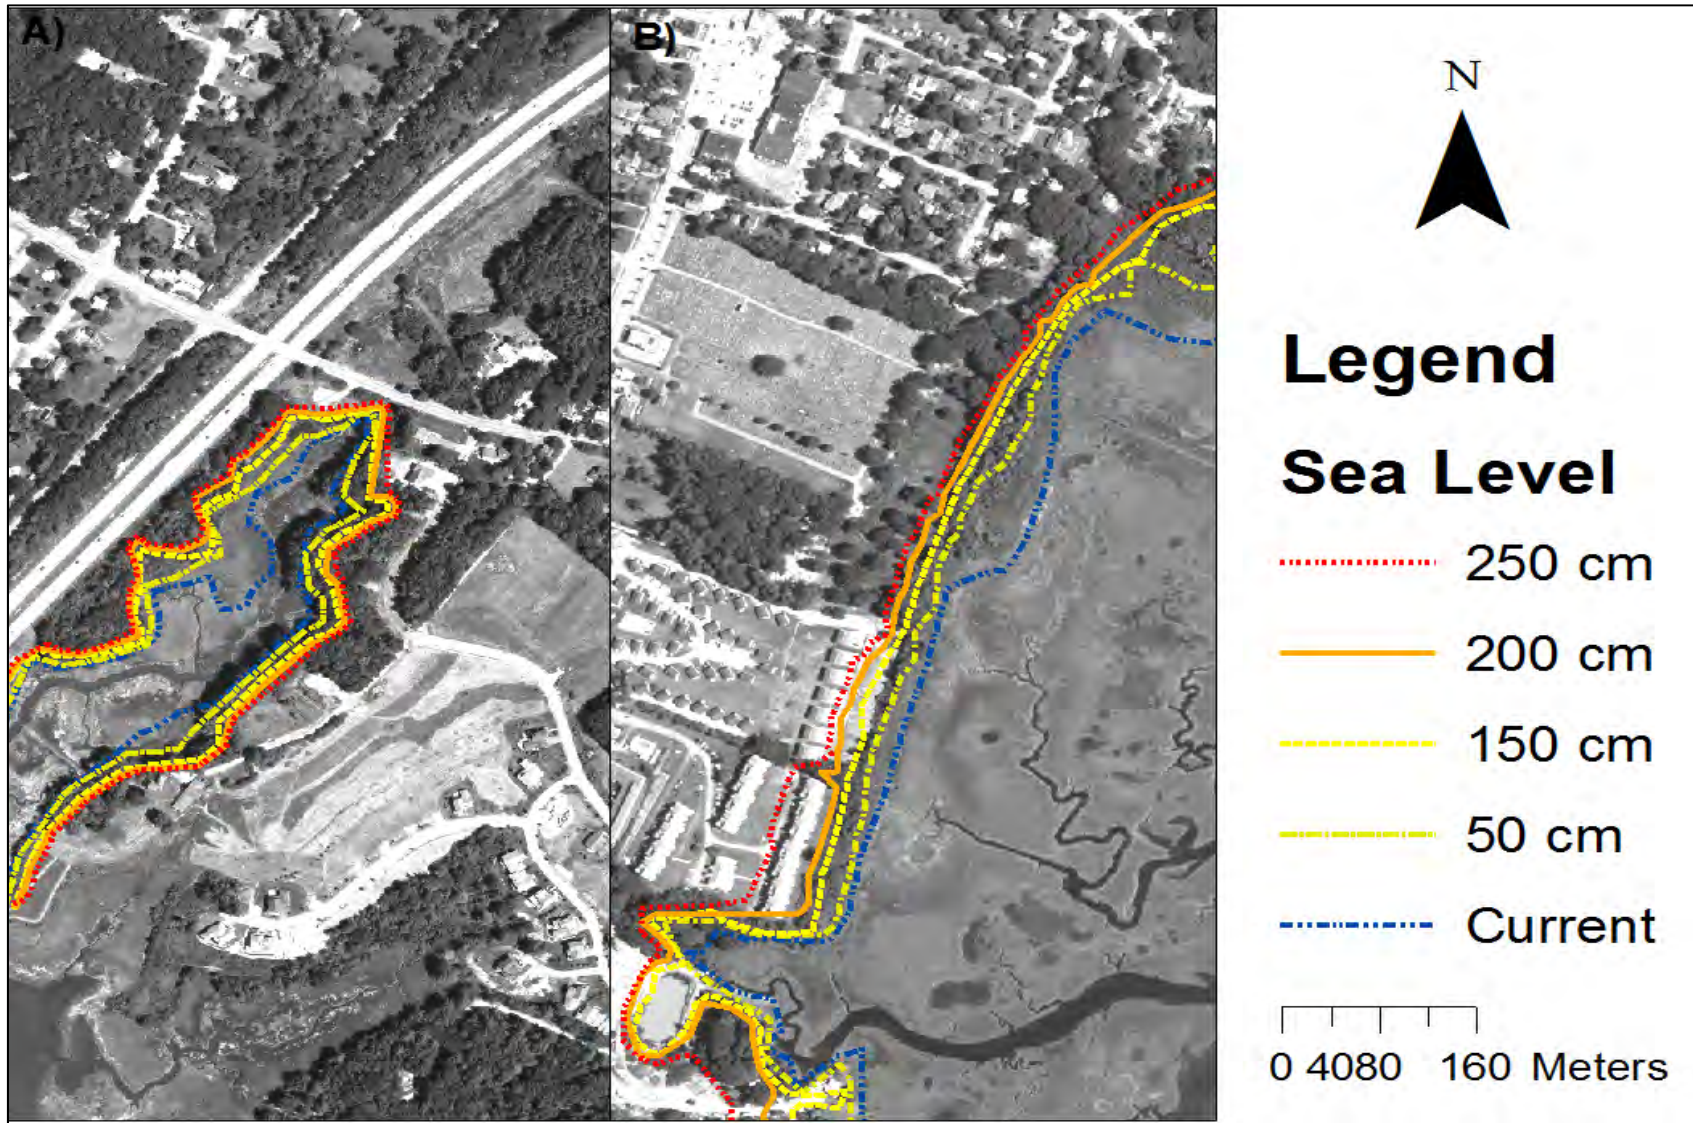 A)
B)
N
Legend
Sea Level
250 cm
200 cm
150 cm
50 cm
Current
0 4080 160 Meters